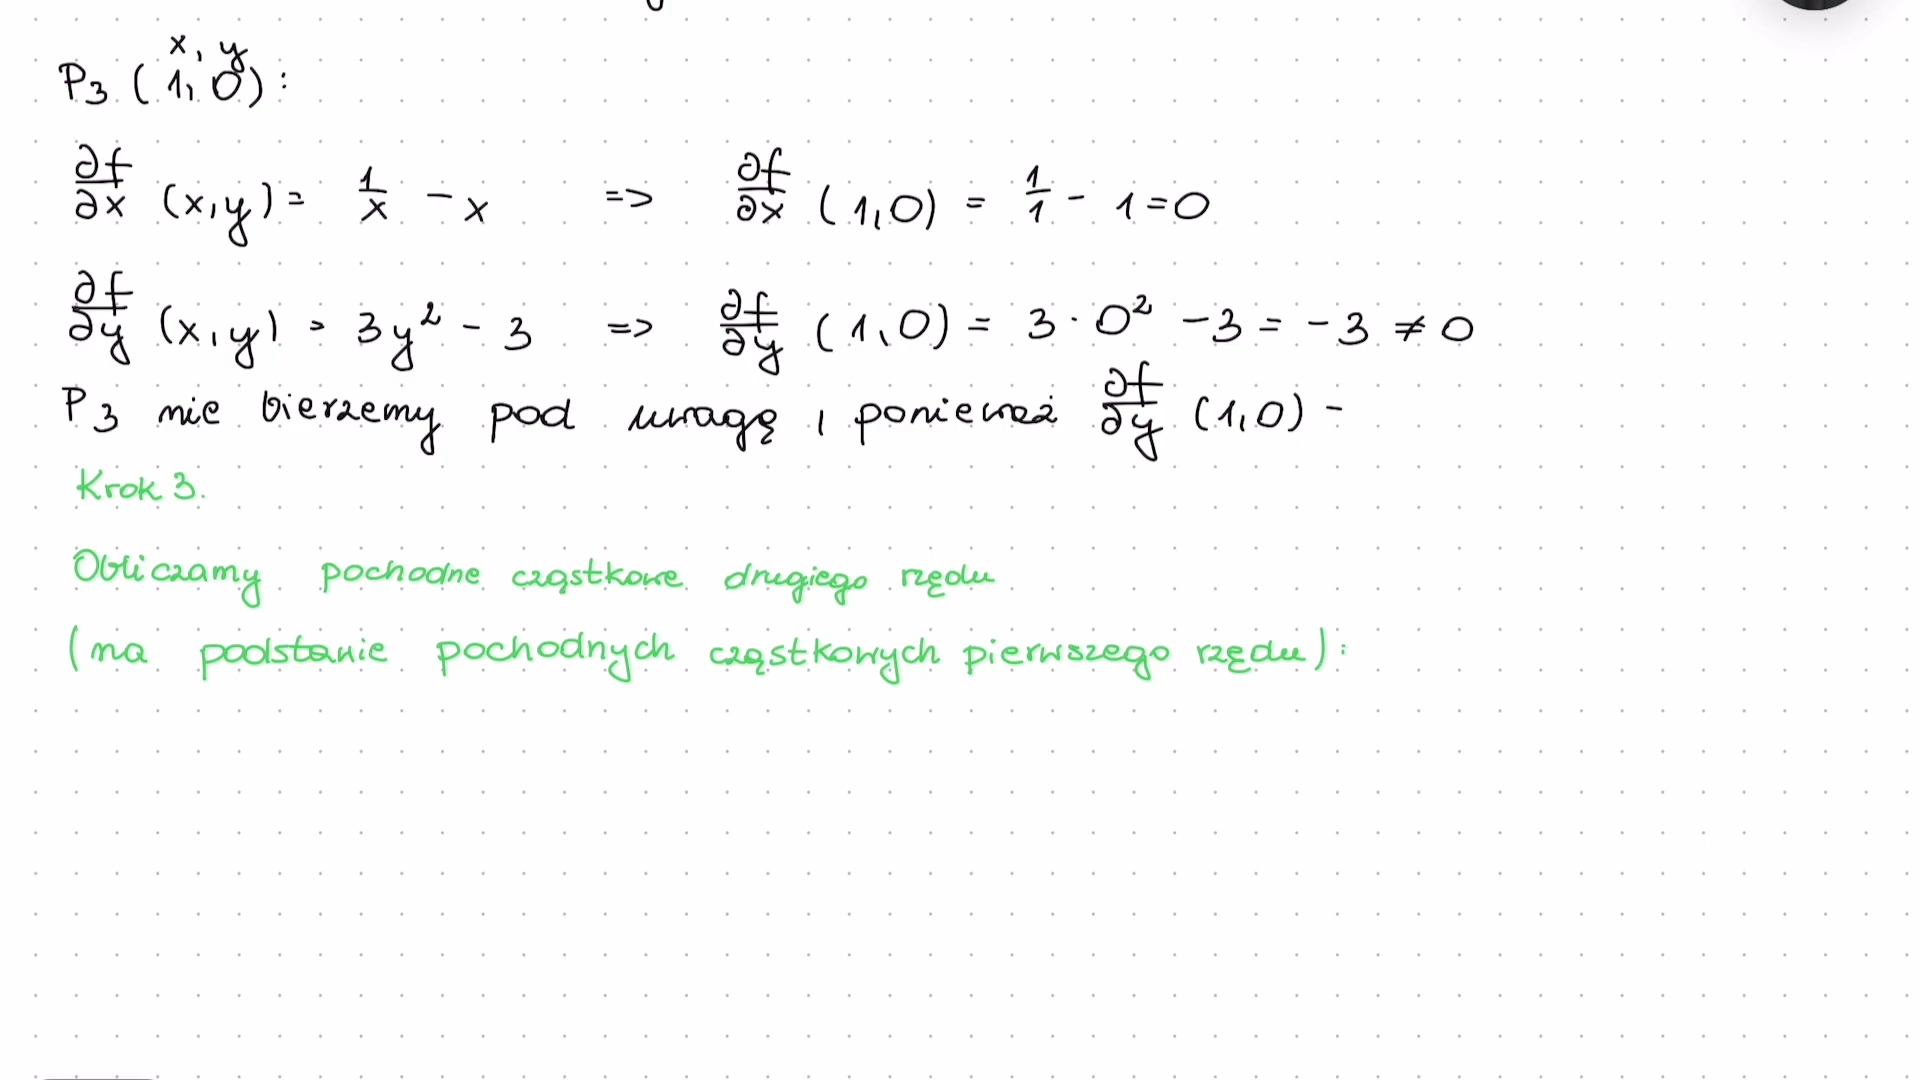 x, y
P3 (1, 0):
∂f/∂x (x,y) = 1/x - x => ∂f/∂x (1,0) = 1/1 - 1 = 0
∂f/∂y (x,y) = 3y² - 3 => ∂f/∂y (1,0) = 3 · 0² - 3 = -3 ≠ 0
P3 nie bierzemy pod uwagę, ponieważ ∂f/∂y (1,0) -
Krok 3.
Obliczamy pochodne cząstkowe drugiego rzędu
(na podstawie pochodnych cząstkowych pierwszego rzędu):